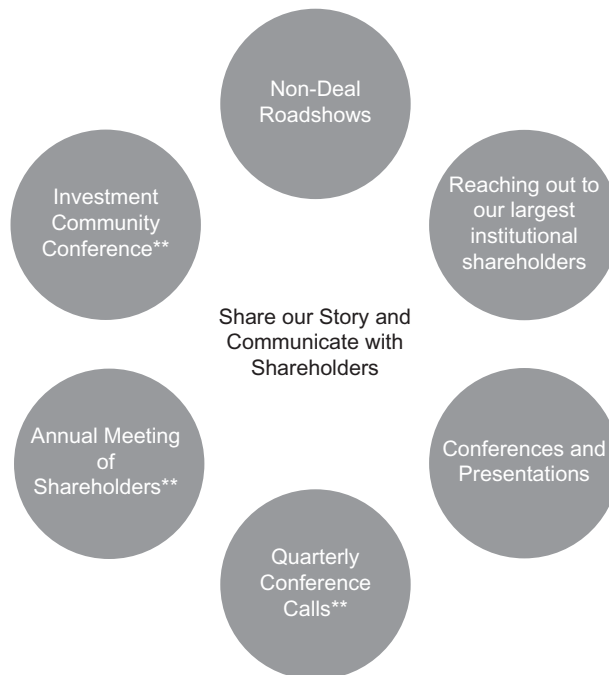 Non-Deal
Roadshows
Investment
Community
Conference**
Reaching out to
our largest
institutional
shareholders
Share our Story and
Communicate with
Shareholders
Annual Meeting
of
Shareholders**
Conferences and
Presentations
Quarterly
Conference
Calls**